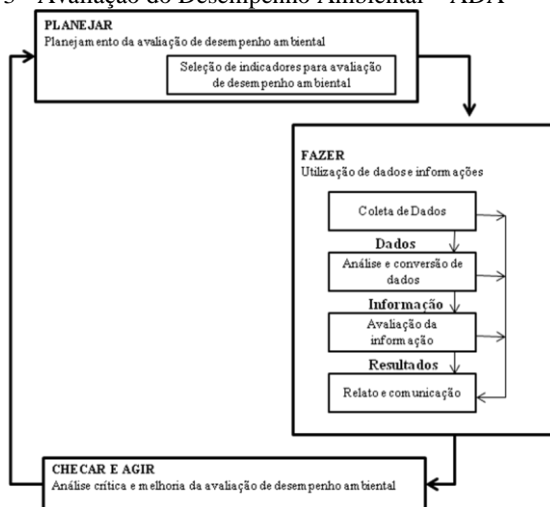 3 - Avaliação do Desempenho Ambiental - ADA
PLANEJAR
Planejamento da avaliação de desempenho ambiental
Seleção de indicadores para avaliação
de desempenho ambiental
FAZER
Utilização de dados e informações
Coleta de Dados
Dados
Análise e conversão de
dados
Informação
Avaliação da
informação
Resultados
Relato e comunicação
CHECAR E AGIR
Análise crítica e melhoria da avaliação de desempenho ambiental